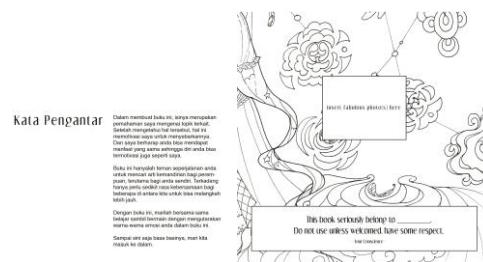 Kata Pengantar
Dalam membuat buku ini, isinya merupakan
pemahaman saya mengenai topik terkait.
Setelah mengetahui hal tersebut, hal ini
memotivasi saya untuk menyebarkannya.
Dan saya berharap anda bisa mendapat
manfaat yang sama sehingga diri anda bisa
termotivasi juga seperti saya.
Buku ini hanyalah teman seperjalanan anda
untuk mencari arti kemandirian bagi perem-
puan, terutama bagi anda sendiri. Terkadang
hanya perlu sedikit rasa kebersamaan bagi
beberapa di antara kita untuk bisa melangkah
lebih jauh.
Dengan buku ini, marilah bersama-sama
belajar sambil bermain dengan mengutarakan
warna-warna emosi anda dalam buku ini.
Sampai sini saja basa basinya, mari kita
masuk ke dalam.
insert fabulous photo(s) here
This book seriously belong to
Do not use unless welcomed, have some respect.
Your Conscience